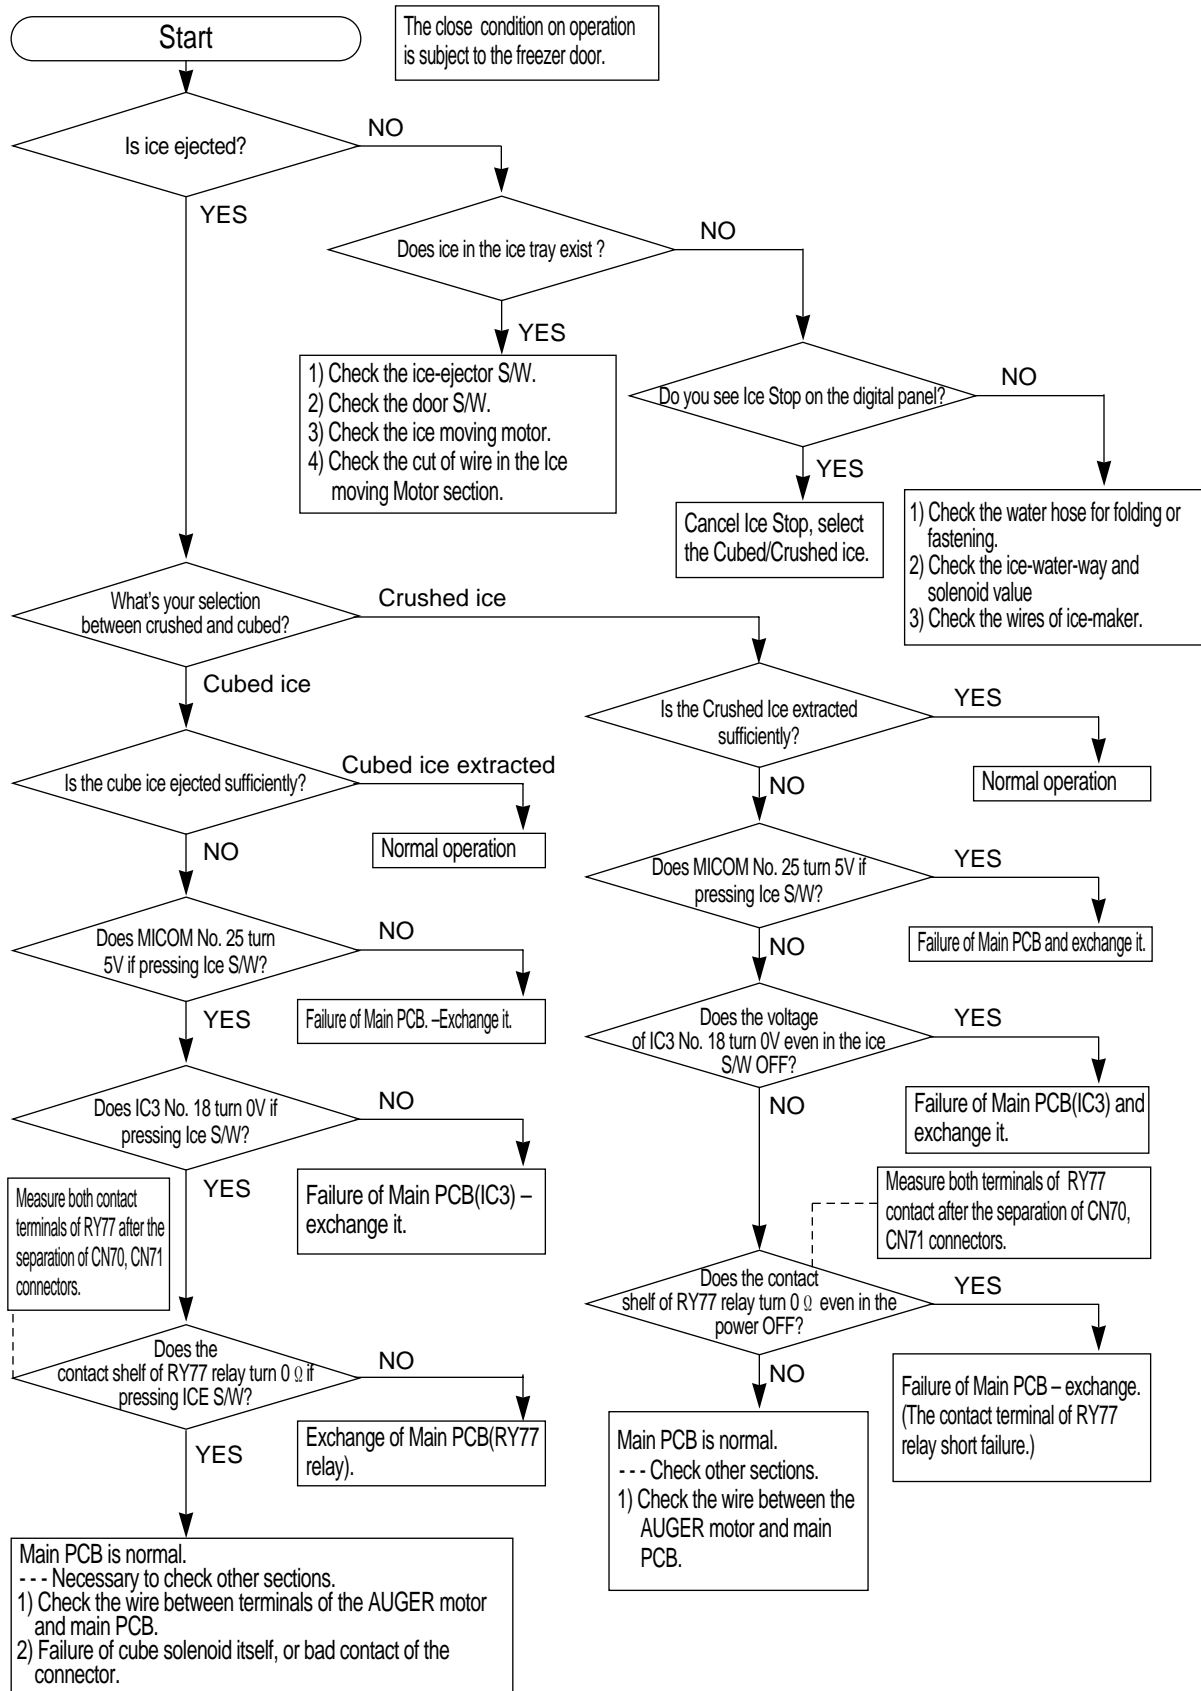 Start
The close condition on operation
is subject to the freezer door.
Is ice ejected?
NO
YES
Does ice in the ice tray exist ?
NO
YES
1) Check the ice-ejector S/W.
2) Check the door S/W.
3) Check the ice moving motor.
4) Check the cut of wire in the Ice
moving Motor section.
Do you see Ice Stop on the digital panel?
NO
YES
Cancel Ice Stop, select
the Cubed/Crushed ice.
1) Check the water hose for folding or
fastening.
2) Check the ice-water-way and
solenoid value
3) Check the wires of ice-maker.
What's your selection
between crushed and cubed?
Crushed ice
Cubed ice
Is the cube ice ejected sufficiently?
Cubed ice extracted
Normal operation
NO
Does MICOM No. 25 turn
5V if pressing Ice S/W?
NO
Failure of Main PCB. –Exchange it.
YES
Does IC3 No. 18 turn 0V if
pressing Ice S/W?
NO
Failure of Main PCB(IC3) –
exchange it.
YES
Measure both contact
terminals of RY77 after the
separation of CN70, CN71
connectors.
Does the
contact shelf of RY77 relay turn 0 Ω if
pressing ICE S/W?
NO
Exchange of Main PCB(RY77
relay).
YES
Main PCB is normal.
- - - Necessary to check other sections.
1) Check the wire between terminals of the AUGER motor
and main PCB.
2) Failure of cube solenoid itself, or bad contact of the
connector.
Is the Crushed Ice extracted
sufficiently?
YES
Normal operation
NO
Does MICOM No. 25 turn 5V if
pressing Ice S/W?
YES
Failure of Main PCB and exchange it.
NO
Does the voltage
of IC3 No. 18 turn 0V even in the ice
S/W OFF?
YES
Failure of Main PCB(IC3) and
exchange it.
NO
Measure both terminals of RY77
contact after the separation of CN70,
CN71 connectors.
Does the contact
shelf of RY77 relay turn 0 Ω even in the
power OFF?
YES
Failure of Main PCB – exchange.
(The contact terminal of RY77
relay short failure.)
NO
Main PCB is normal.
- - - Check other sections.
1) Check the wire between the
AUGER motor and main
PCB.